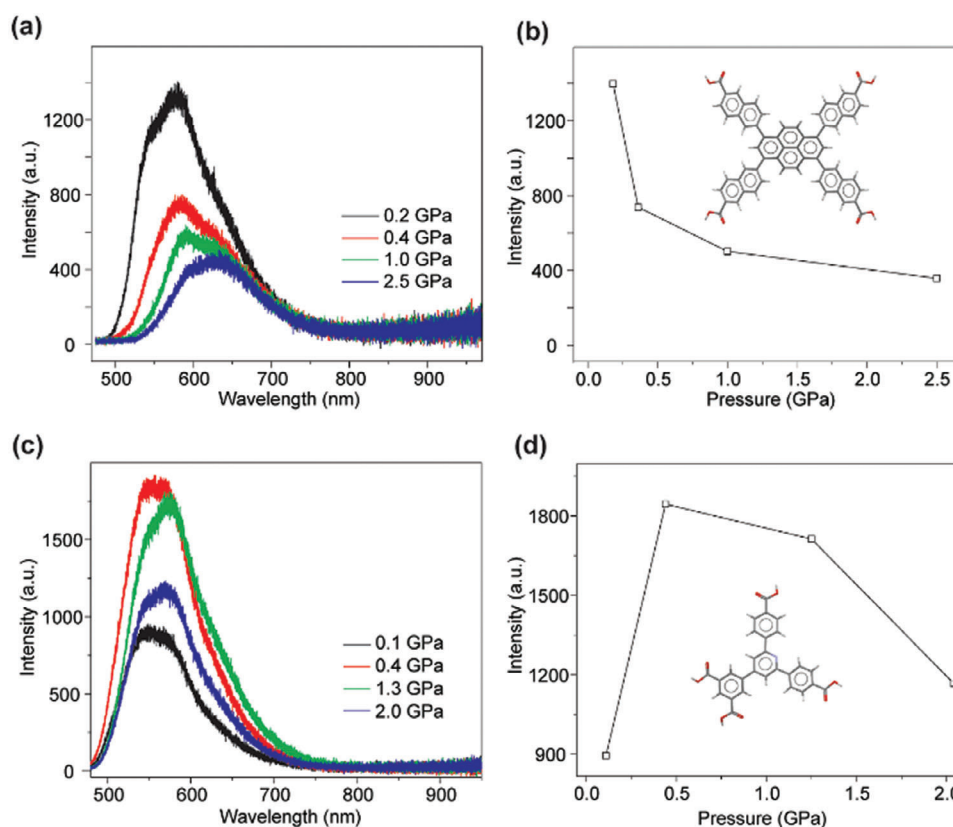 (a)
Intensity (a.u.)
1200
800
400
0
500 600 700 800 900
Wavelength (nm)
0.2 GPa
0.4 GPa
1.0 GPa
2.5 GPa
(b)
Intensity (a.u.)
1200
800
400
0
0.0 0.5 1.0 1.5 2.0 2.5
Pressure (GPa)
(c)
Intensity (a.u.)
1500
1000
500
0
500 600 700 800 900
Wavelength (nm)
0.1 GPa
0.4 GPa
1.3 GPa
2.0 GPa
(d)
Intensity (a.u.)
1800
1500
1200
900
0.0 0.5 1.0 1.5 2.0
Pressure (GPa)